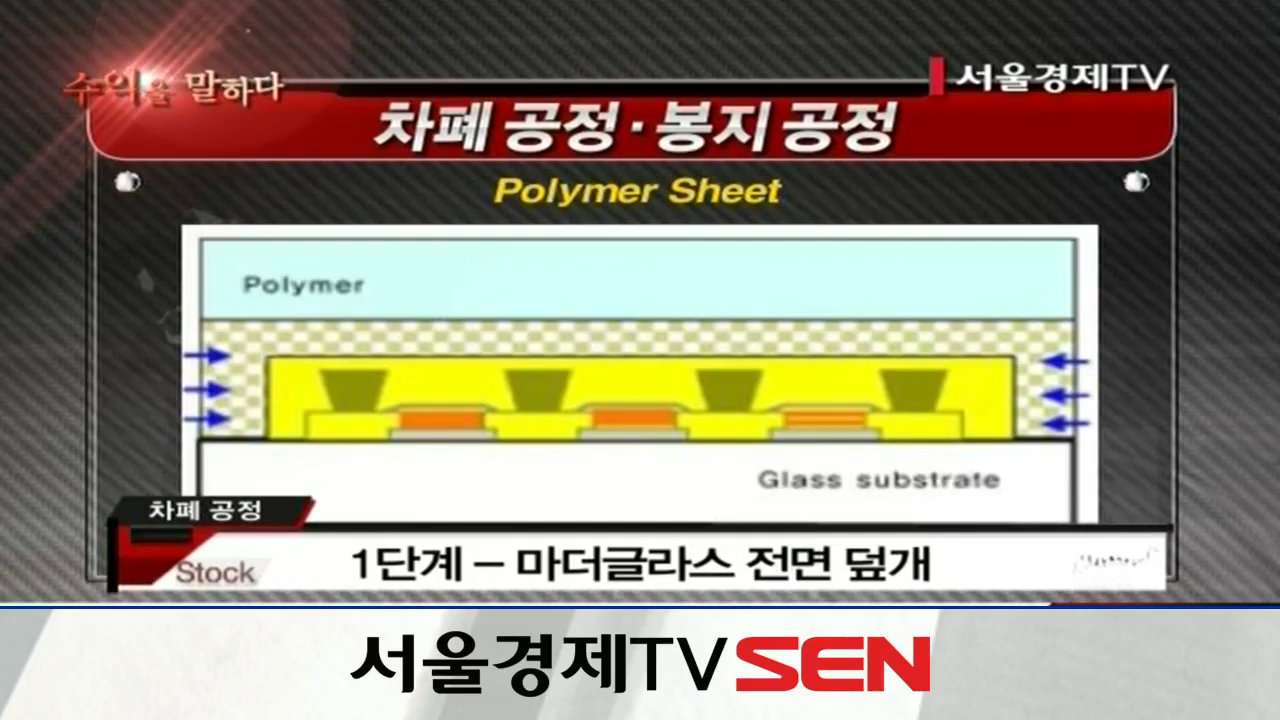 수익을 말하다
서울경제TV
차폐 공정·봉지 공정
Polymer Sheet
Polymer
Glass substrate
차폐 공정
Stock
1단계 – 마더글라스 전면 덮개
서울경제TV SEN